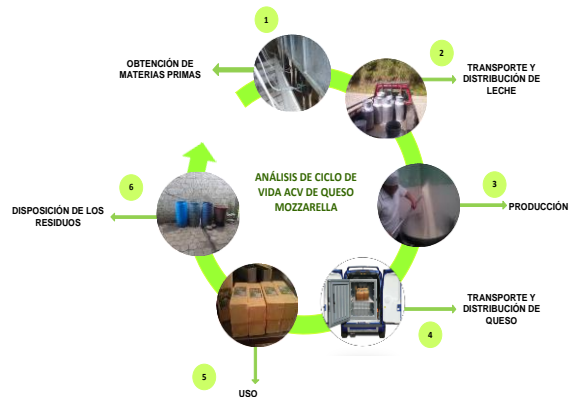 1
OBTENCIÓN DE
MATERIAS PRIMAS
2
TRANSPORTE Y
DISTRIBUCIÓN DE
LECHE
3
PRODUCCIÓN
ANÁLISIS DE CICLO DE
VIDA ACV DE QUESO
MOZZARELLA
4
TRANSPORTE Y
DISTRIBUCIÓN DE
QUESO
5
USO
6
DISPOSICIÓN DE LOS
RESIDUOS